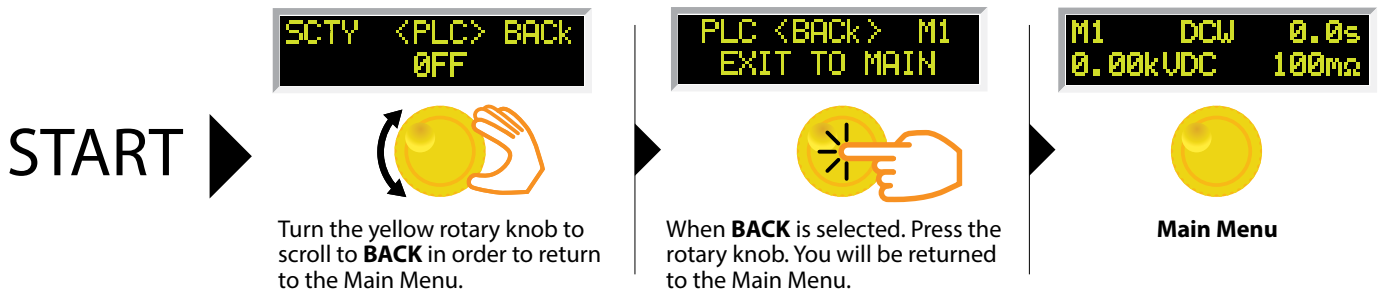 START
SCTY <PLC> BACk
0FF
Turn the yellow rotary knob to
scroll to BACK in order to return
to the Main Menu.
PLC <BACk> M1
EXIT TO MAIN
When BACK is selected. Press the
rotary knob. You will be returned
to the Main Menu.
M1 DCW 0.0s
0.00kVDC 100mΩ
Main Menu